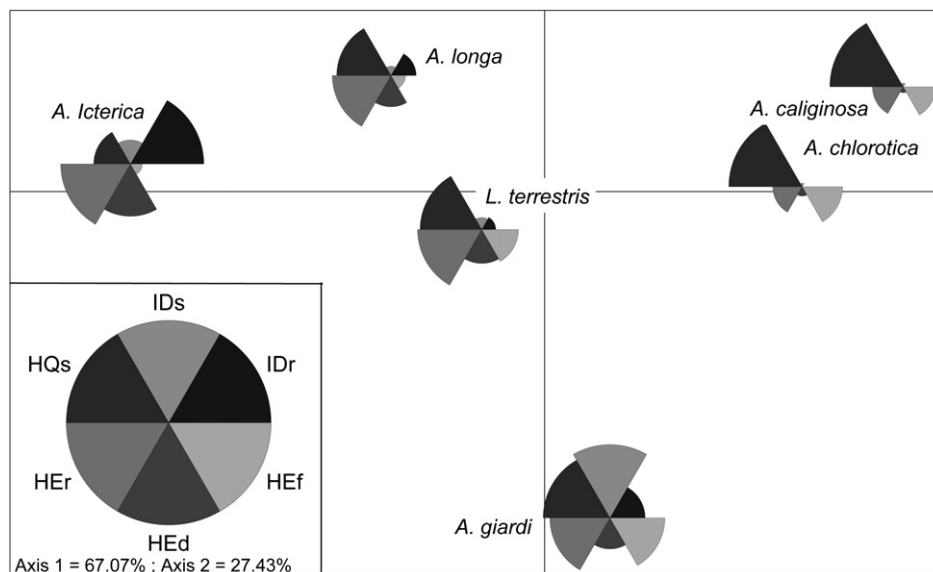 A. longa
A. Icterica
A. caliginosa
A. chlorotica
L. terrestris
IDs
HQs
IDr
HEr
HEf
HEd
A. giardi
Axis 1 = 67.07% ; Axis 2 = 27.43%